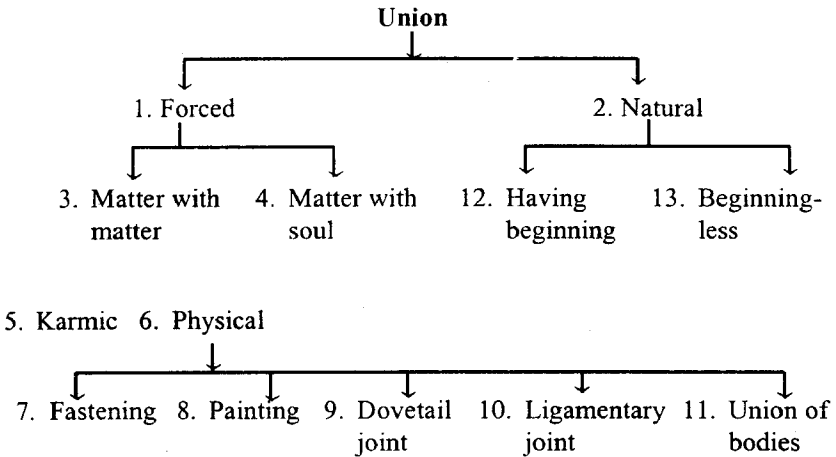 Union
1. Forced 2. Natural
3. Matter with 4. Matter with 12. Having 13. Beginning-
matter soul beginning less
5. Karmic 6. Physical
7. Fastening 8. Painting 9. Dovetail 10. Ligamentary 11. Union of
joint joint bodies